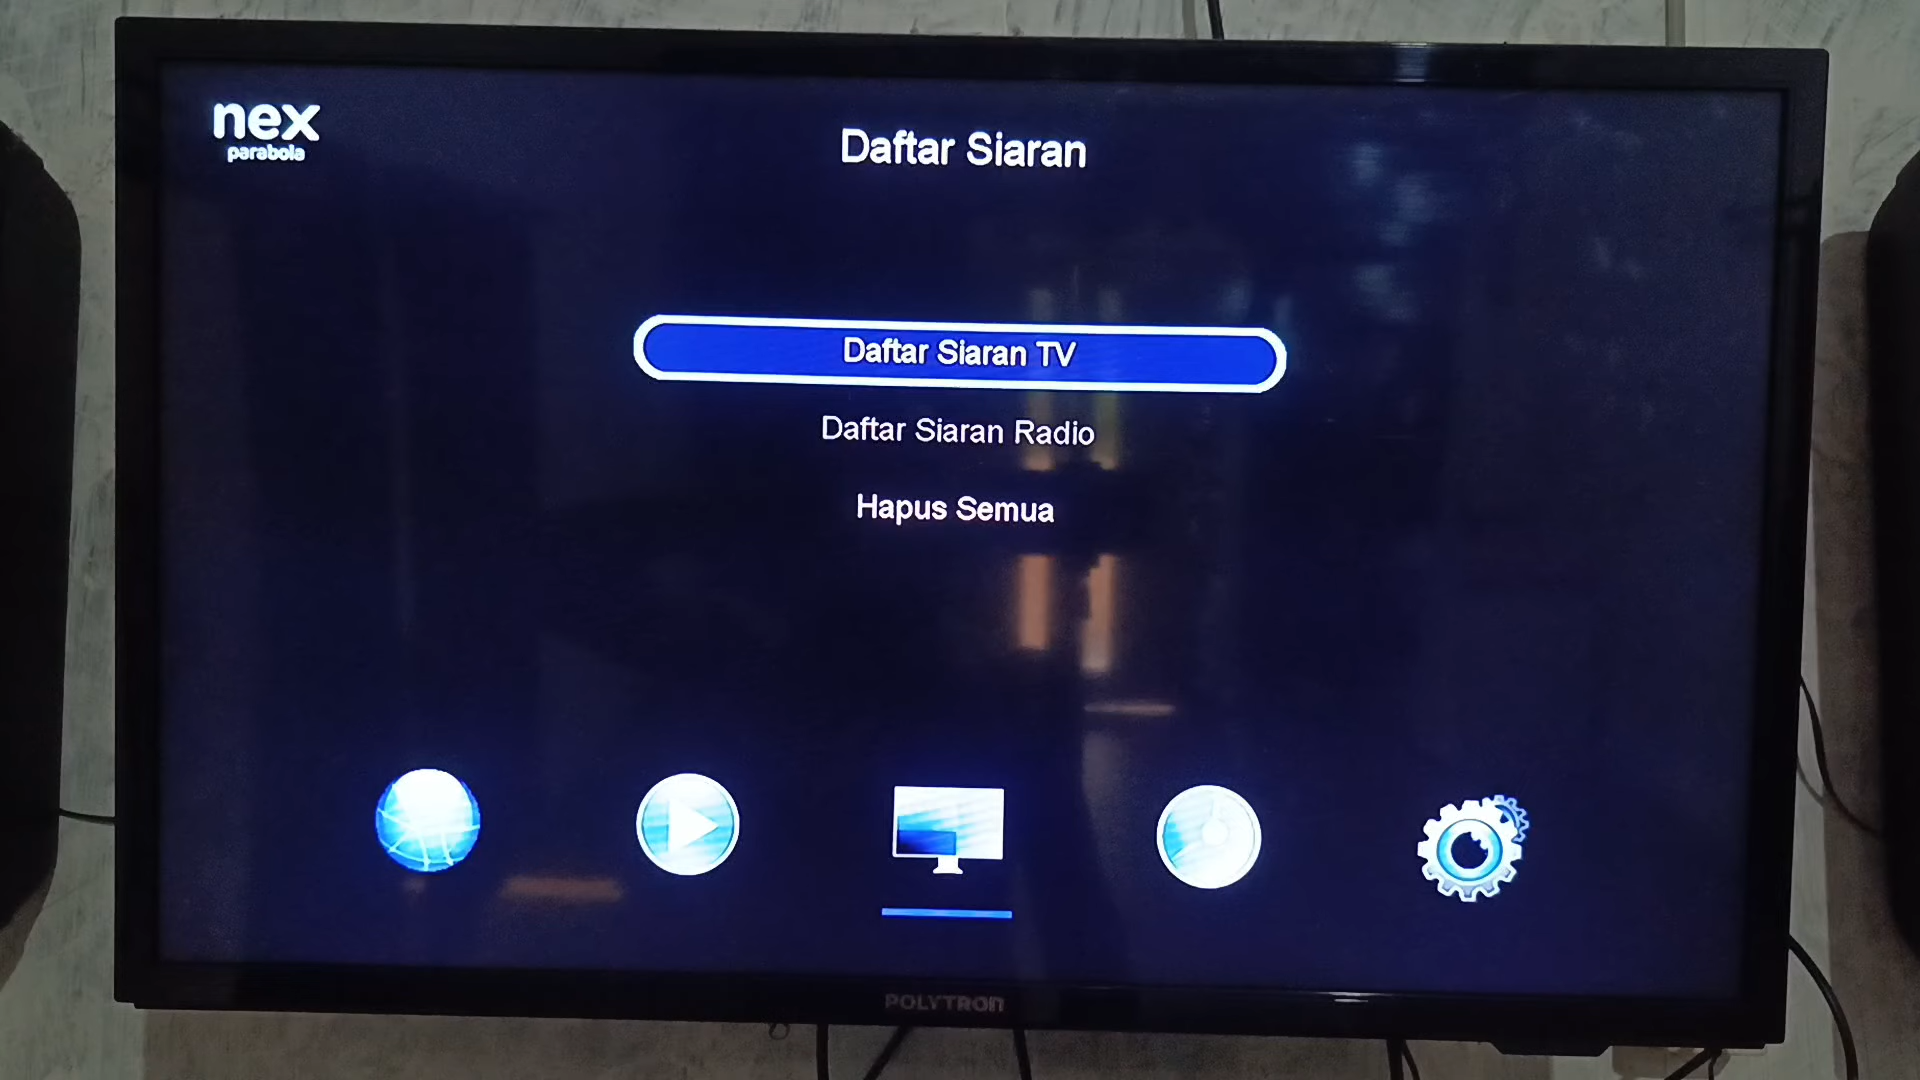 nex
parabola
Daftar Siaran
Daftar Siaran TV
Daftar Siaran Radio
Hapus Semua
POLYTRON